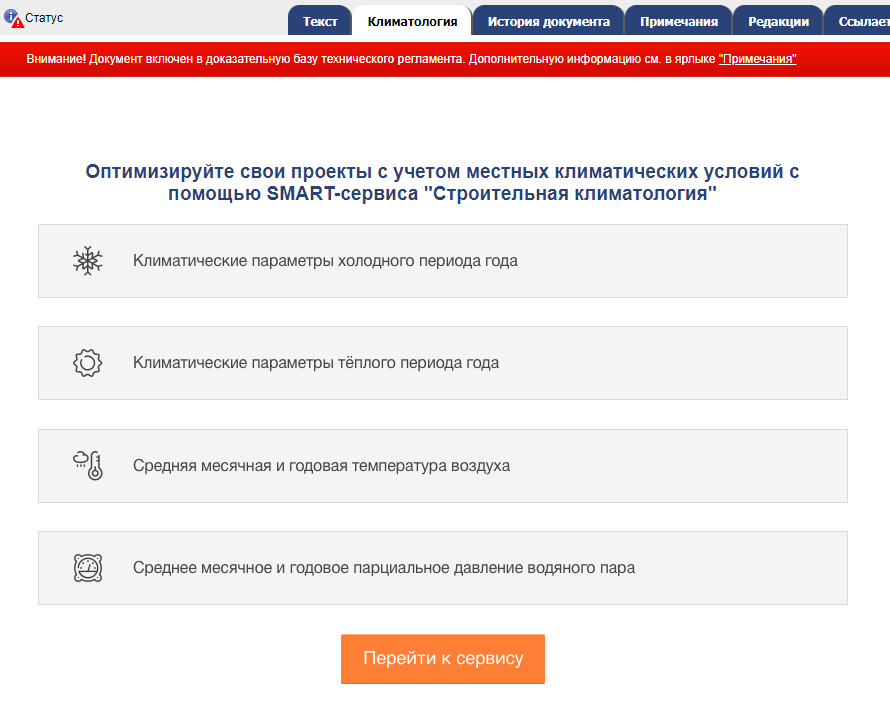 Статус
Текст
Климатология
История документа
Примечания
Редакции
Ссылает
Внимание! Документ включен в доказательную базу технического регламента. Дополнительную информацию см. в ярлыке "Примечания"
Оптимизируйте свои проекты с учетом местных климатических условий с
помощью SMART-сервиса "Строительная климатология"
Климатические параметры холодного периода года
Климатические параметры тёплого периода года
Средняя месячная и годовая температура воздуха
Среднее месячное и годовое парциальное давление водяного пара
Перейти к сервису